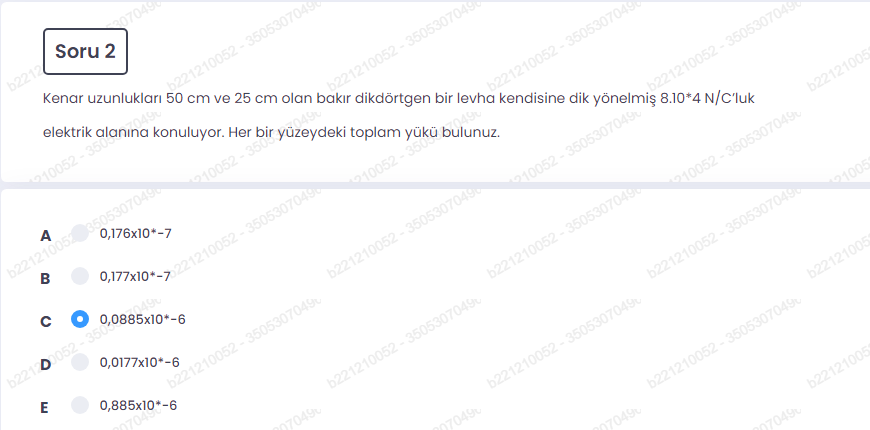 Soru 2
Kenar uzunlukları 50 cm ve 25 cm olan bakır dikdörtgen bir levha kendisine dik yönelmiş 8.10*4 N/C'luk
elektrik alanına konuluyor. Her bir yüzeydeki toplam yükü bulunuz.
A 0,176x10*-7
B 0,177x10*-7
C 0,0885x10*-6
D 0,0177x10*-6
E 0,885x10*-6
b221210052 - 35053070496